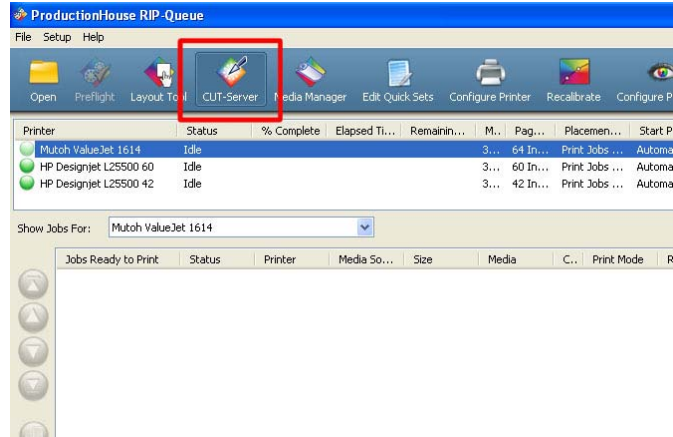 ProductionHouse RIP-Queue
File Setup Help
Open Preflight Layout Tool CUT-Server Media Manager Edit Quick Sets Configure Printer Recalibrate Configure P
Printer Status % Complete Elapsed Ti... Remainin... M.. Pag... Placemen... Start P
Mutoh ValueJet 1614 Idle 3... 64 In... Print Jobs ... Automa
HP Designjet L25500 60 Idle 3... 60 In... Print Jobs ... Automa
HP Designjet L25500 42 Idle 3... 42 In... Print Jobs ... Automa
Show Jobs For: Mutoh ValueJet 1614
Jobs Ready to Print Status Printer Media So... Size Media C.. Print Mode R